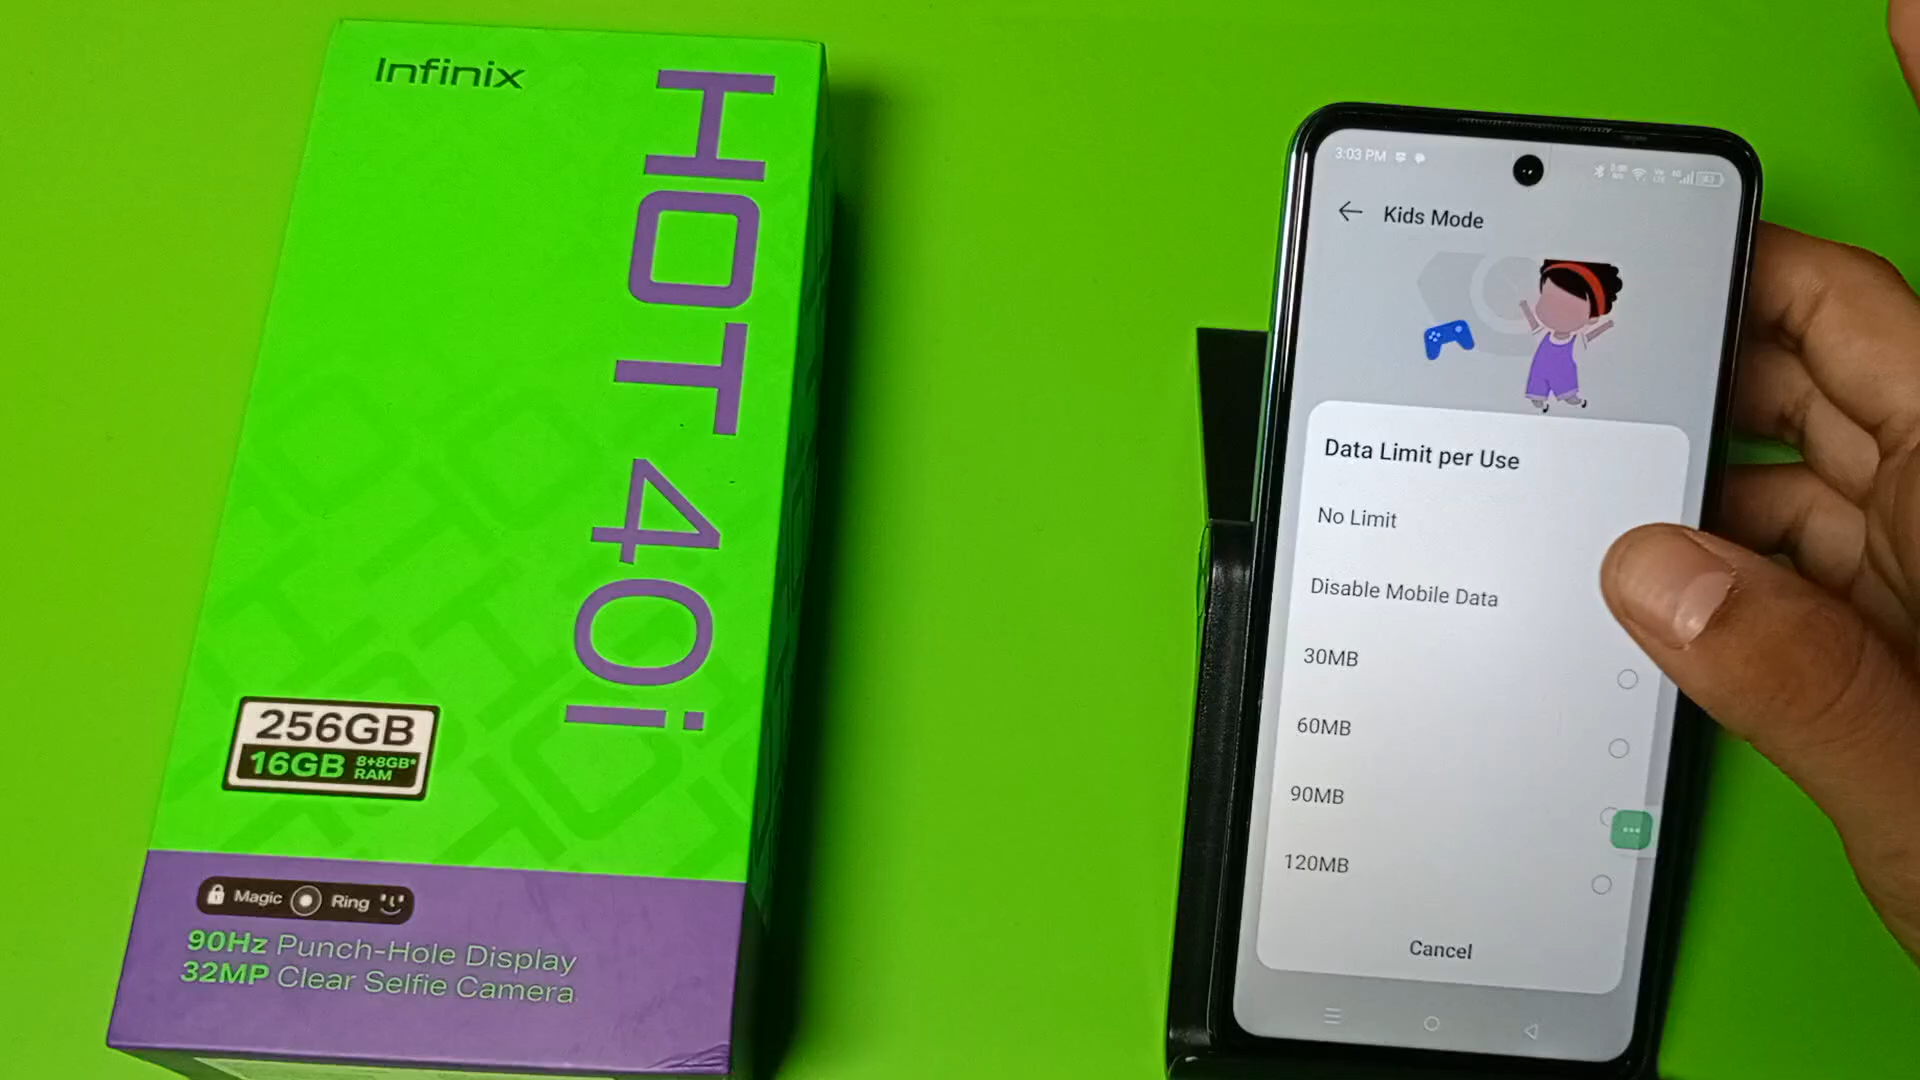 Infinix
HOT 40i
256GB
16GB 8+8GB*
RAM
Magic Ring
90Hz Punch-Hole Display
32MP Clear Selfie Camera
3:03 PM
Kids Mode
Data Limit per Use
No Limit
Disable Mobile Data
30MB
60MB
90MB
120MB
Cancel